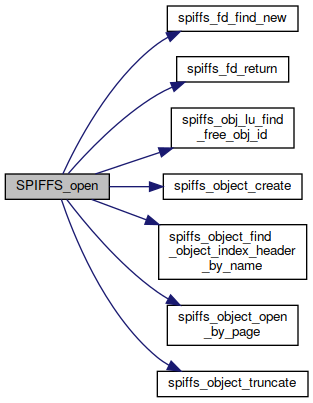 spiffs_fd_find_new
spiffs_fd_return
spiffs_obj_lu_find
_free_obj_id
SPIFFS_open
spiffs_object_create
spiffs_object_find
_object_index_header
_by_name
spiffs_object_open
_by_page
spiffs_object_truncate